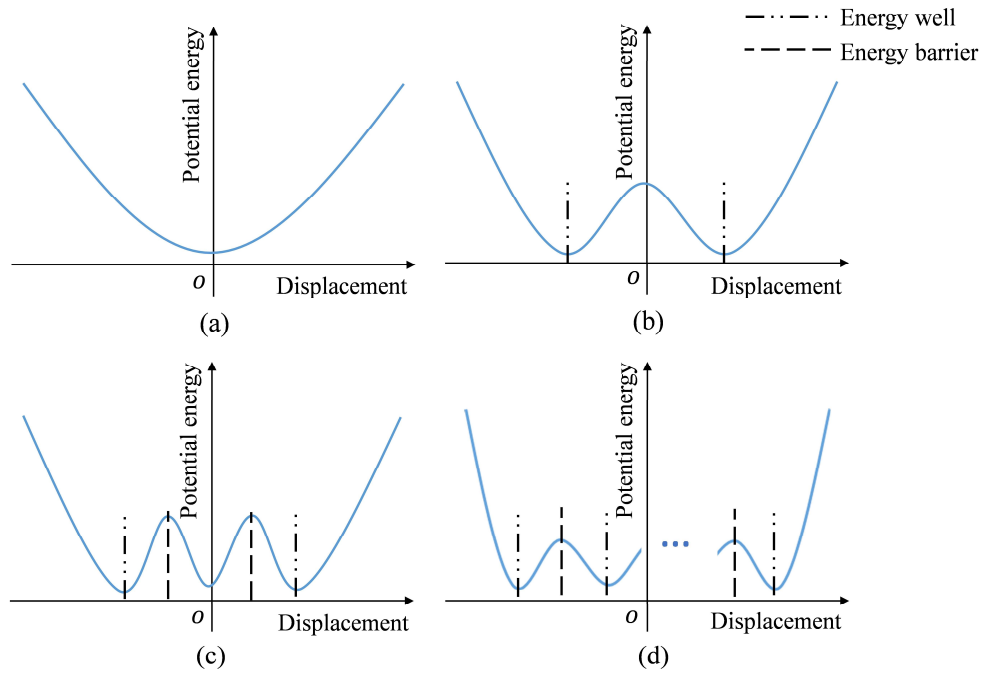 Energy well
Energy barrier
Potential energy
o
Displacement
(a)
Potential energy
o
Displacement
(b)
Potential energy
o
Displacement
(c)
Potential energy
o
Displacement
(d)